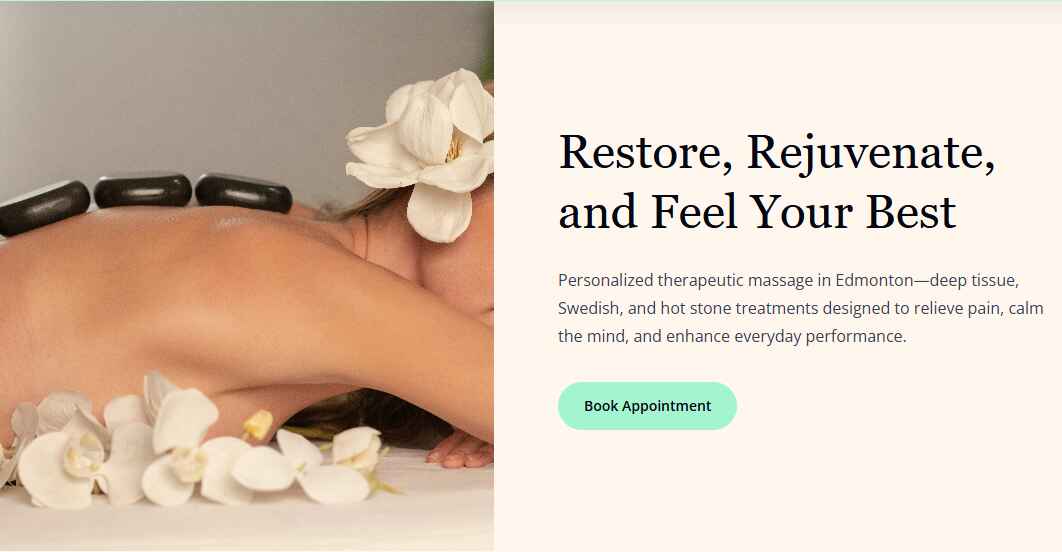 Restore, Rejuvenate,
and Feel Your Best
Personalized therapeutic massage in Edmonton—deep tissue,
Swedish, and hot stone treatments designed to relieve pain, calm
the mind, and enhance everyday performance.
Book Appointment